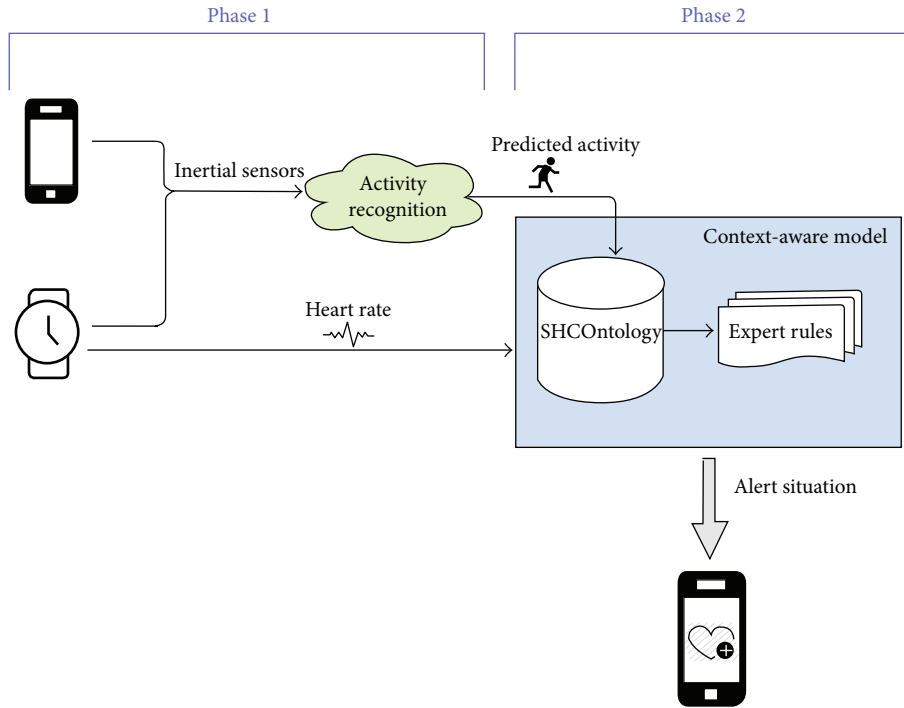 Phase 1
Phase 2
Inertial sensors
Activity
recognition
Predicted activity
Context-aware model
Heart rate
SHCOntology
Expert rules
Alert situation